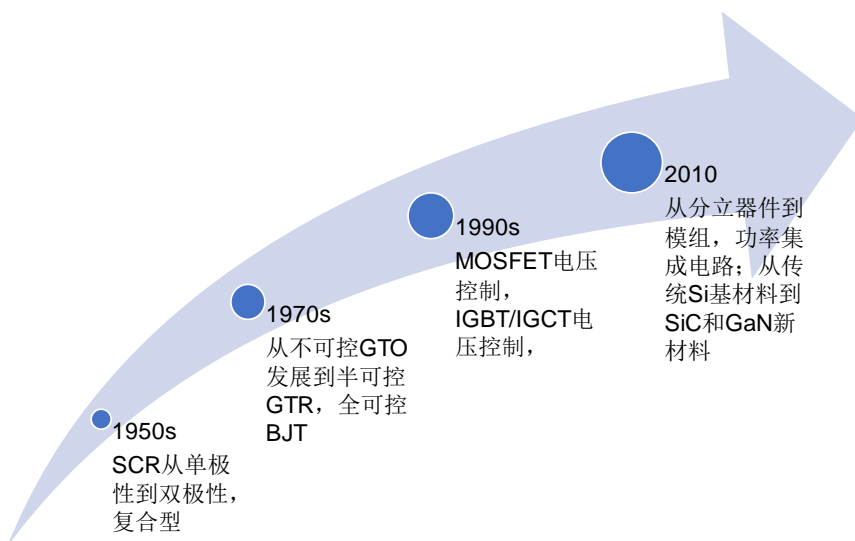 1950s
SCR从单极
性到双极性，
复合型
1970s
从不可控GTO
发展到半可控
GTR，全可控
BJT
1990s
MOSFET电压
控制，
IGBT/IGCT电
压控制，
2010
从分立器件到
模组，功率集
成电路；从传
统Si基材料到
SiC和GaN新
材料